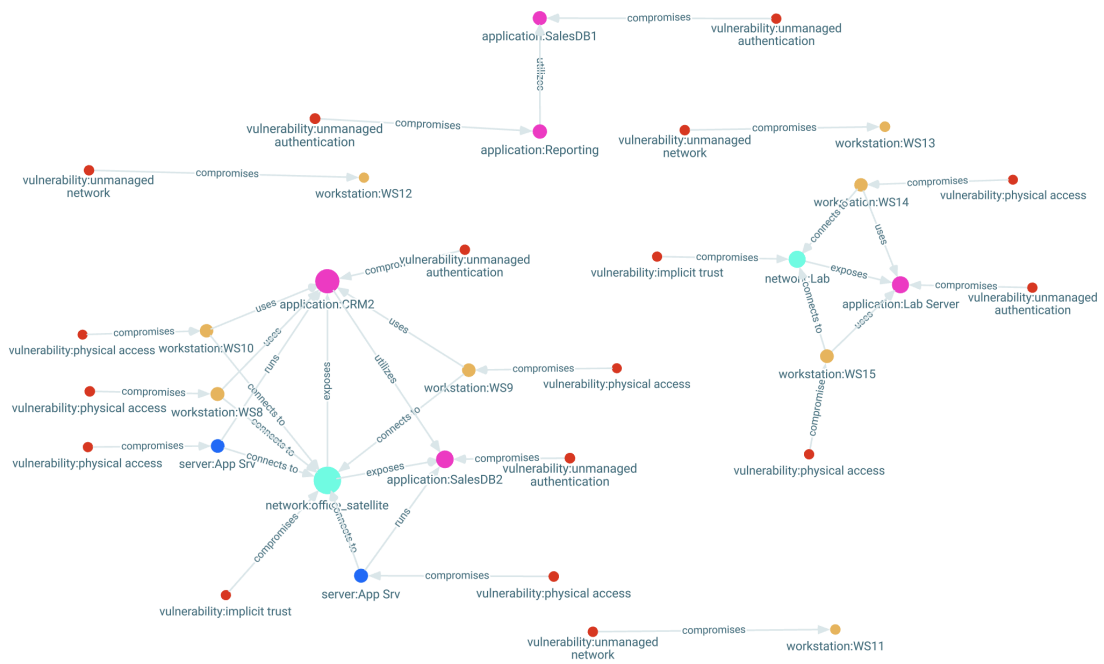 compromises
application:SalesDB1
vulnerability:unmanaged
authentication
utilizes
compromises
vulnerability:unmanaged
authentication
application:Reporting
compromises
vulnerability:unmanaged
network
workstation:WS13
compromises
vulnerability:unmanaged
network
workstation:WS12
compromises
vulnerability:physical access
workstation:WS14
connects to
uses
compromises
vulnerability:implicit trust
network:Lab
exposes
application:Lab Server
compromises
vulnerability:unmanaged
authentication
connects to
uses
workstation:WS15
compromises
vulnerability:physical access
vulnerability:unmanaged
authentication
application:CRM2
compromises
vulnerability:physical access
workstation:WS10
uses
uses
runs
exposes
utilizes
uses
compromises
workstation:WS9
vulnerability:physical access
compromises
vulnerability:physical access
workstation:WS8
connects to
connects to
connects to
compromises
vulnerability:physical access
server:App Srv
connects to
network:office_satellite
exposes
application:SalesDB2
compromises
vulnerability:unmanaged
authentication
runs
compromises
connects to
vulnerability:implicit trust
server:App Srv
compromises
vulnerability:physical access
compromises
vulnerability:unmanaged
network
workstation:WS11